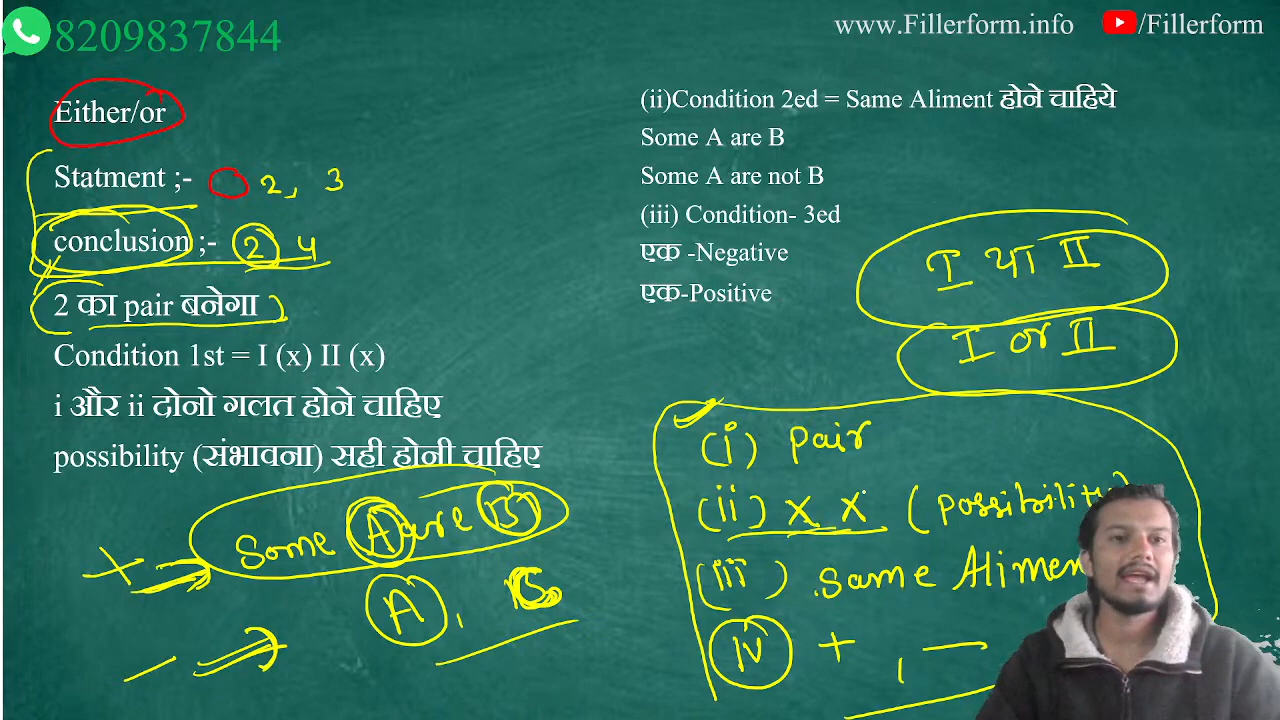 8209837844
www.Fillerform.info /Fillerform
Either/or
Statment ;- 2, 3
conclusion ;- 2 4
2 का pair बनेगा
Condition 1st = I (x) II (x)
i और ii दोनो गलत होने चाहिए
possibility (संभावना) सही होनी चाहिए
Some A are B
A,
(ii)Condition 2ed = Same Aliment होने चाहिये
Some A are B
Some A are not B
(iii) Condition- 3ed
एक -Negative
एक-Positive
I या II
I or II
(i) Pair
(ii) X X (Possibility)
(iii) Same Alimen
IV + , —